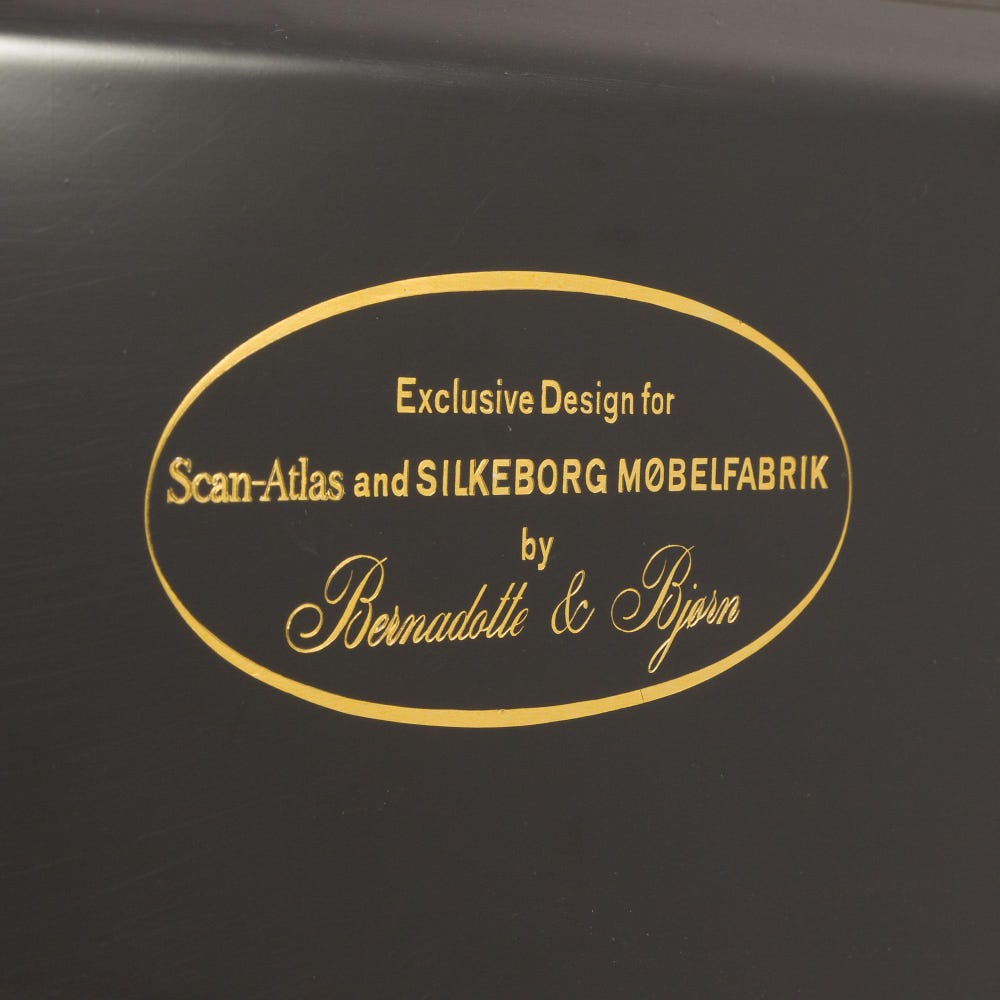 Exclusive Design for
Scan-Atlas and SILKEBORG MØBELFABRIK
by
Bernadotte & Bjørn